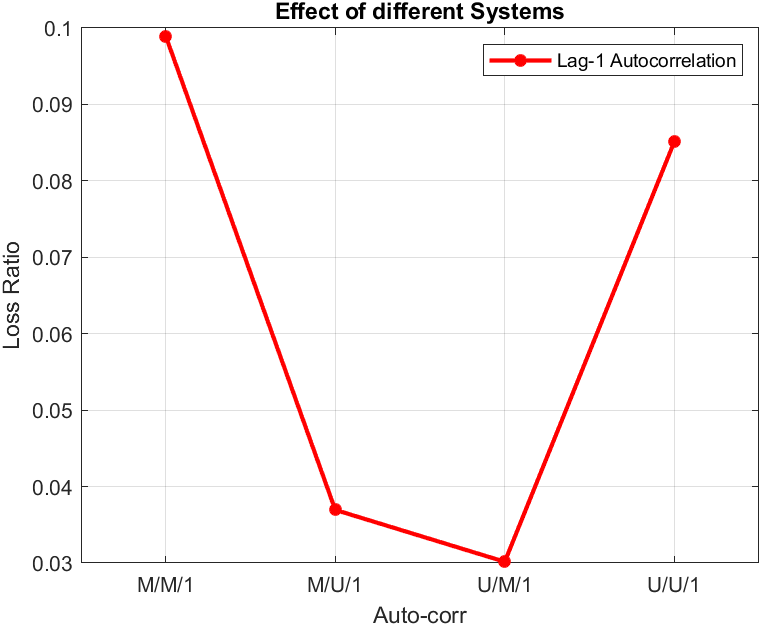 Effect of different Systems
Lag-1 Autocorrelation
0.1
0.09
0.08
0.07
0.06
0.05
0.04
0.03
Loss Ratio
M/M/1 M/U/1 U/M/1 U/U/1
Auto-corr